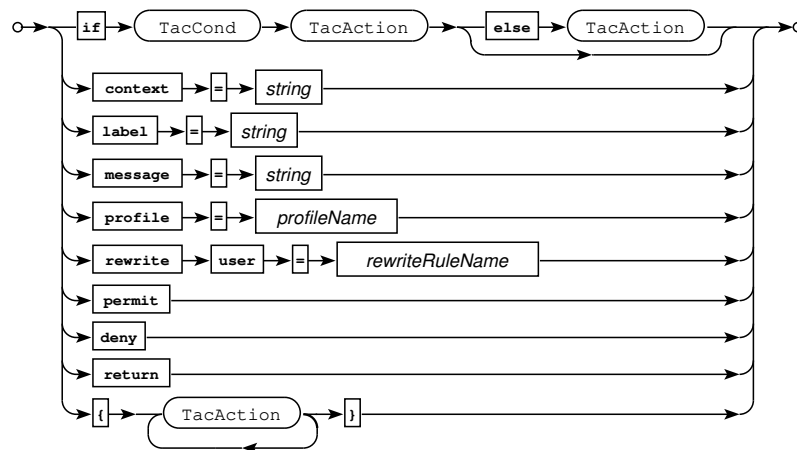 if TacCond TacAction else TacAction
context = string
label = string
message = string
profile = profileName
rewrite user = rewriteRuleName
permit
deny
return
{ TacAction }